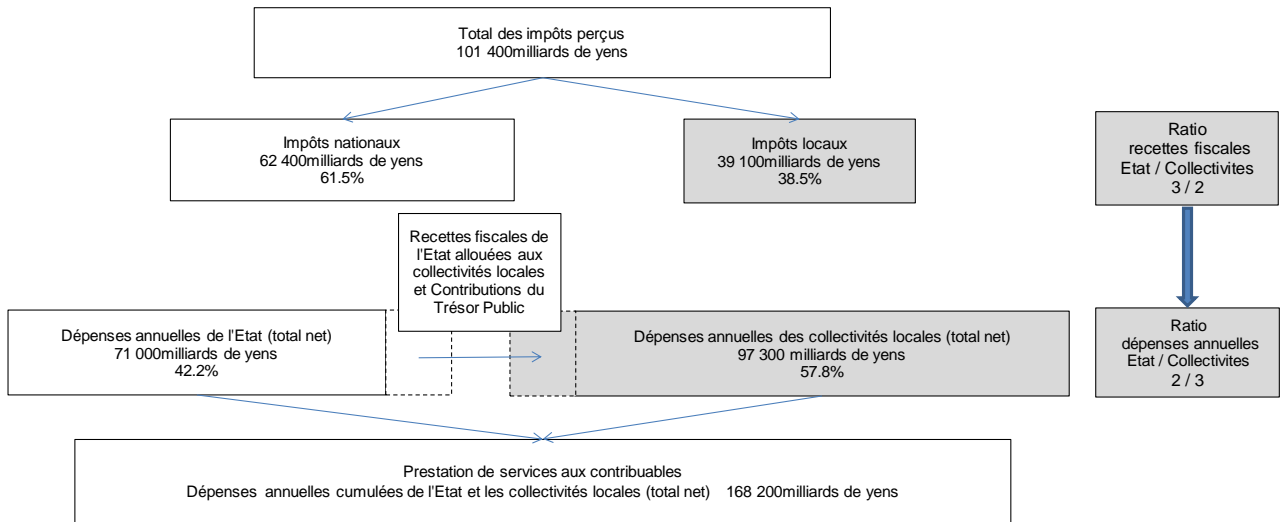 Total des impôts perçus
101 400milliards de yens
Impôts nationaux
62 400milliards de yens
61.5%
Impôts locaux
39 100milliards de yens
38.5%
Ratio
recettes fiscales
Etat / Collectivites
3 / 2
Recettes fiscales de
l'Etat allouées aux
collectivités locales
et Contributions du
Trésor Public
Dépenses annuelles de l'Etat (total net)
71 000milliards de yens
42.2%
Dépenses annuelles des collectivités locales (total net)
97 300 milliards de yens
57.8%
Ratio
dépenses annuelles
Etat / Collectivites
2 / 3
Prestation de services aux contribuables
Dépenses annuelles cumulées de l'Etat et les collectivités locales (total net) 168 200milliards de yens